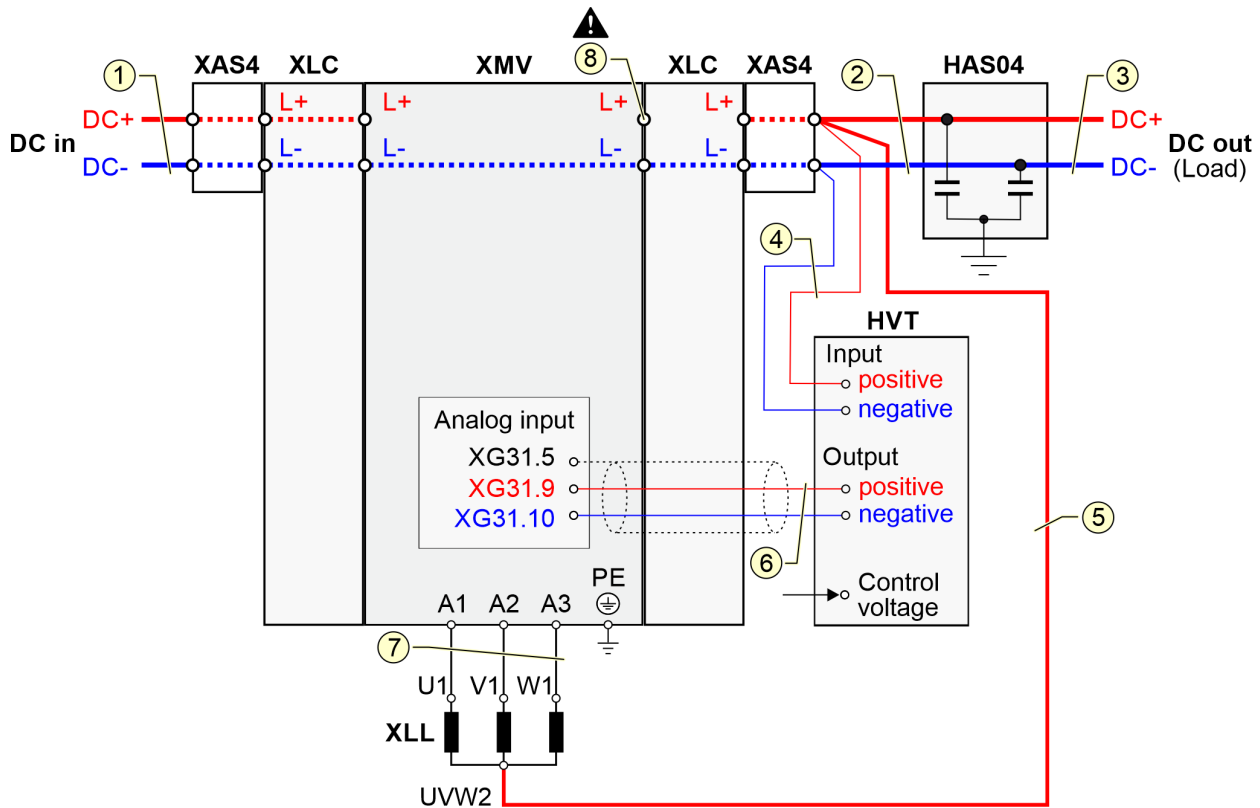 !
XAS4 XLC XMV 8 XLC XAS4 HAS04
1 2 3
L+ L+ L+ L+
DC+ DC+
DC in DC out
L- L- L- L-
DC- DC- (Load)
4
HVT
Input
positive
negative
Analog input
XG31.5
XG31.9
XG31.10
Output
positive
negative
5
6
Control
voltage
PE
A1 A2 A3
7
U1 V1 W1
XLL
UVW2